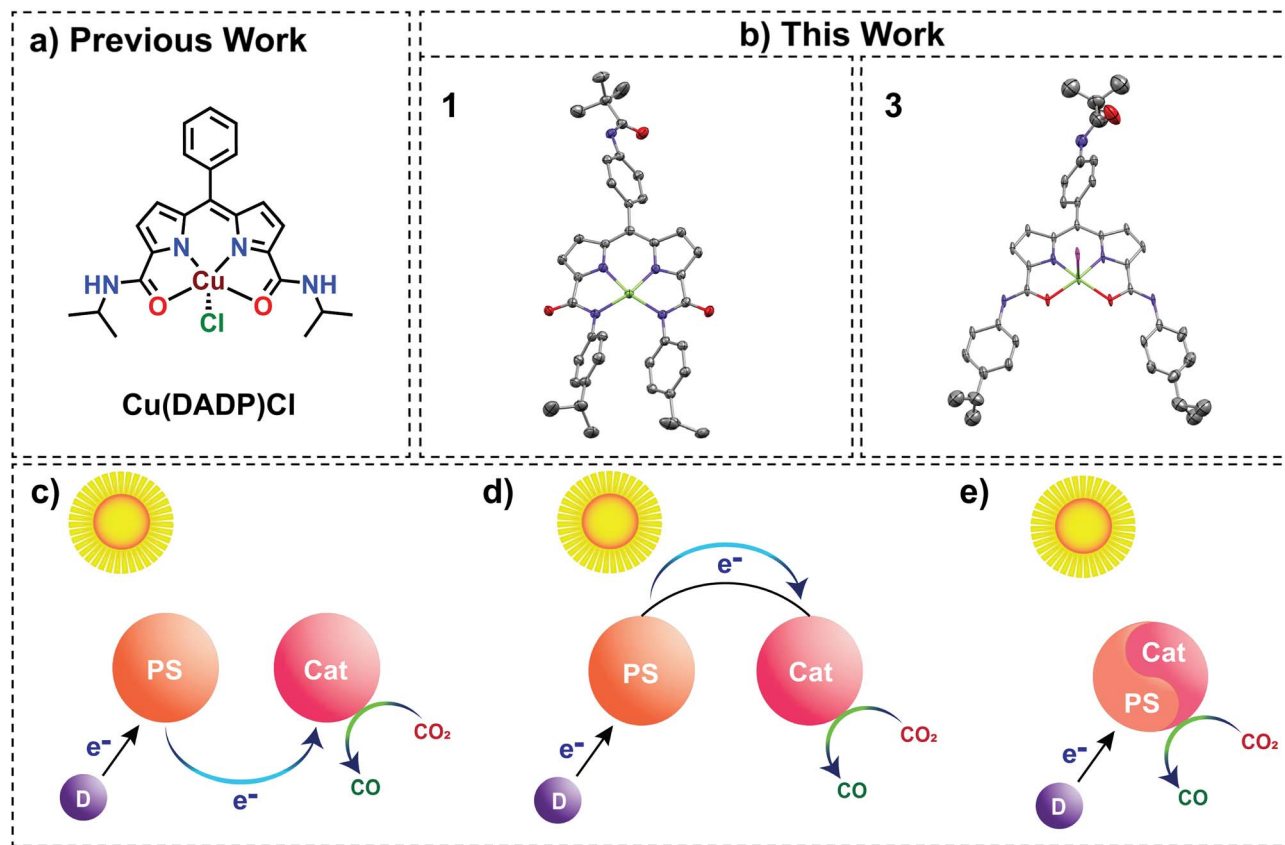 a) Previous Work
b) This Work
1
3
N
N
HN
Cu
NH
O
O
Cl
Cu(DADP)Cl
c)
d)
e)
e-
PS
Cat
PS
Cat
Cat
PS
CO₂
CO₂
CO₂
e-
e-
e-
e-
CO
CO
CO
D
D
D